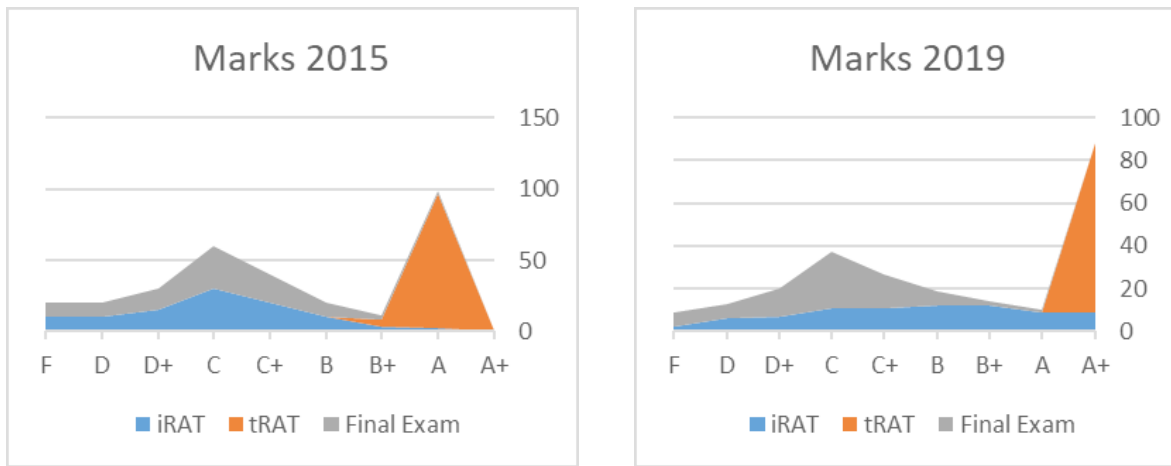 Marks 2015
150
100
50
0
F D D+ C C+ B B+ A A+
iRAT tRAT Final Exam
Marks 2019
100
80
60
40
20
0
F D D+ C C+ B B+ A A+
iRAT tRAT Final Exam